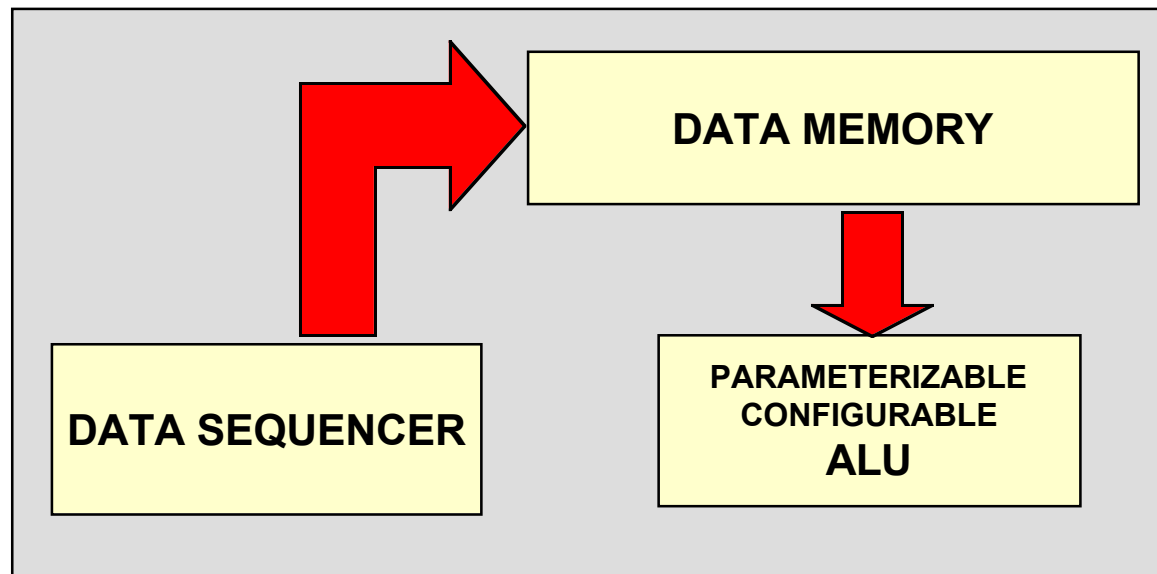 DATA MEMORY
DATA SEQUENCER
PARAMETERIZABLE
CONFIGURABLE
ALU